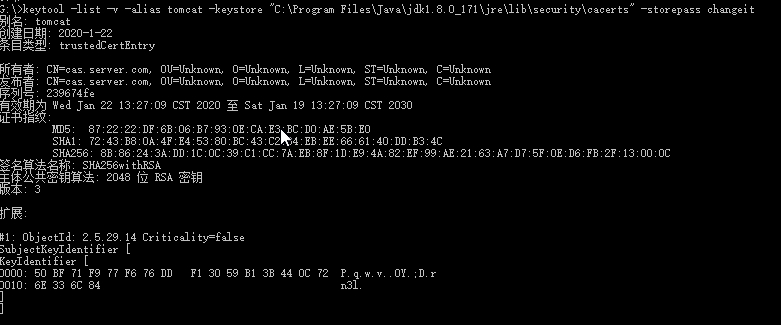 G:\>keytool -list -v -alias tomcat -keystore "C:\Program Files\Java\jdk1.8.0_171\jre\lib\security\cacerts" -storepass changeit
别名: tomcat
创建日期: 2020-1-22
条目类型: trustedCertEntry
所有者: CN=cas.server.com, OU=Unknown, O=Unknown, L=Unknown, ST=Unknown, C=Unknown
发布者: CN=cas.server.com, OU=Unknown, O=Unknown, L=Unknown, ST=Unknown, C=Unknown
序列号: 239674fe
有效期为 Wed Jan 22 13:27:09 CST 2020 至 Sat Jan 19 13:27:09 CST 2030
证书指纹:
MD5: 87:22:22:DF:6B:06:B7:93:0E:CA:E3:BC:D0:AE:5B:E0
SHA1: 72:43:B8:0A:4F:E4:53:80:BC:43:C2:64:EB:EE:66:61:40:DD:B3:4C
SHA256: 8B:86:24:3A:DD:1C:0C:39:C1:CC:7A:EB:8F:1D:E9:4A:82:EF:99:AE:21:63:A7:D7:5F:0E:D6:FB:2F:13:00:0C
签名算法名称: SHA256withRSA
主体公共密钥算法: 2048 位 RSA 密钥
版本: 3
扩展:
#1: ObjectId: 2.5.29.14 Criticality=false
SubjectKeyIdentifier [
KeyIdentifier [
0000: 50 BF 71 F9 77 F6 76 DD F1 30 59 B1 3B 44 0C 72 P.q.w.v..0Y.;D.r
0010: 6E 33 6C 84 n3l.
]
]